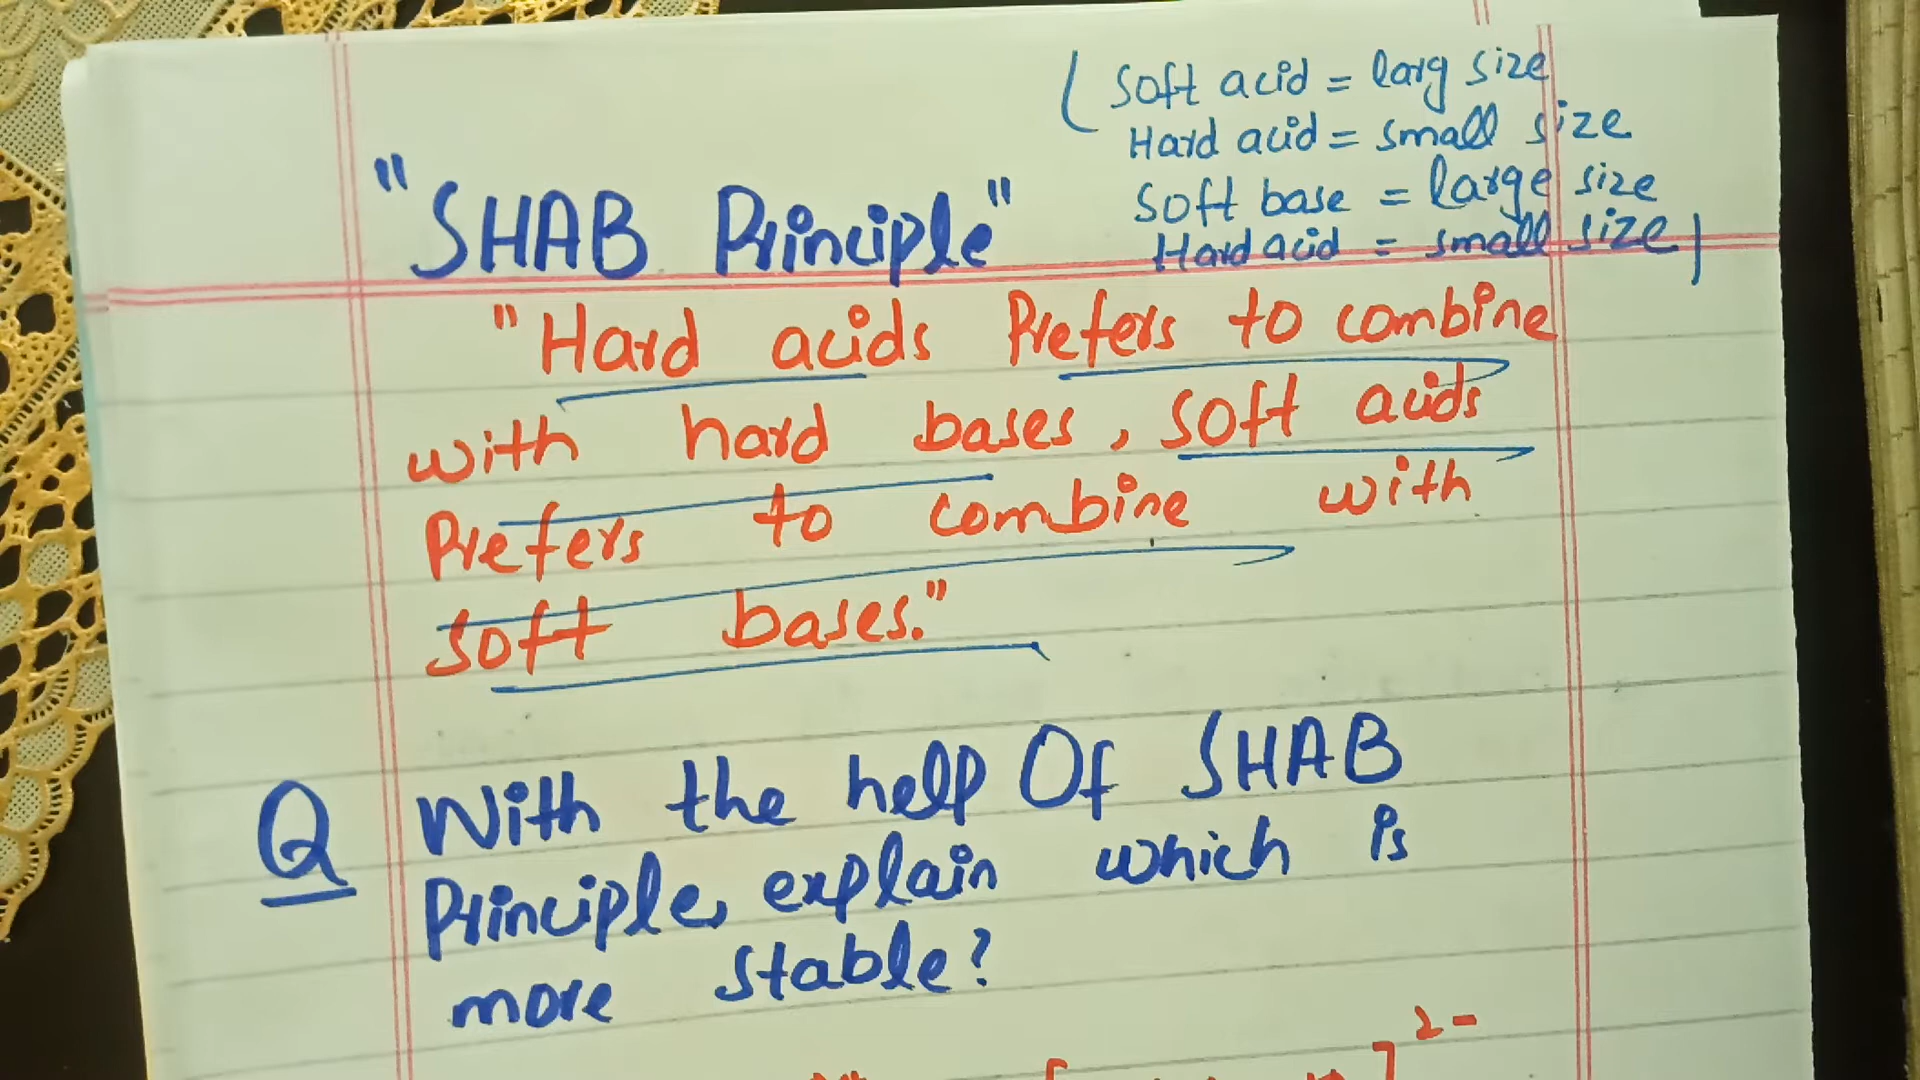 (Soft acid = larg size
Hard acid = small size
Soft base = large size
Hard acid = small size)
"SHAB Principle"
"Hard acids Prefers to combine
with hard bases, soft acids
Prefers to combine with
soft bases."
Q With the help Of SHAB
Principle, explain which is
more stable?
]2-